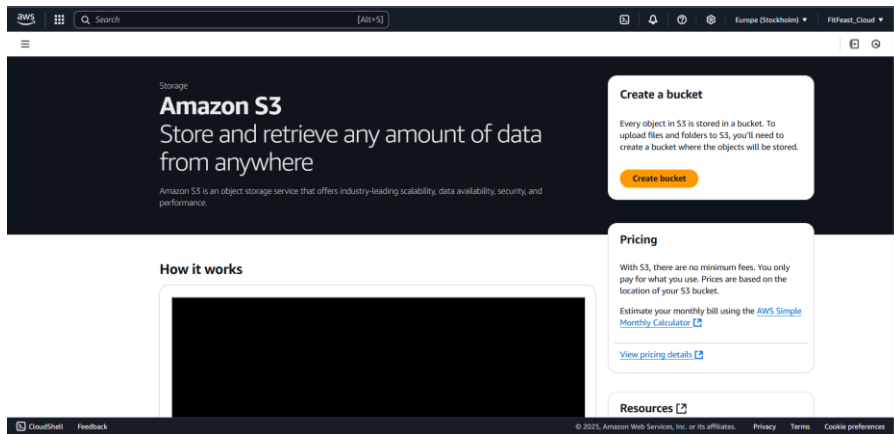 aws
Search
[Alt+S]
Europe (Stockholm)
FitFeast_Cloud
Storage
Amazon S3
Store and retrieve any amount of data
from anywhere
Amazon S3 is an object storage service that offers industry-leading scalability, data availability, security, and
performance.
Create a bucket
Every object in S3 is stored in a bucket. To
upload files and folders to S3, you'll need to
create a bucket where the objects will be stored.
Create bucket
Pricing
With S3, there are no minimum fees. You only
pay for what you use. Prices are based on the
location of your S3 bucket.
Estimate your monthly bill using the AWS Simple
Monthly Calculator
View pricing details
How it works
Resources
CloudShell
Feedback
© 2025, Amazon Web Services, Inc. or its affiliates.
Privacy
Terms
Cookie preferences